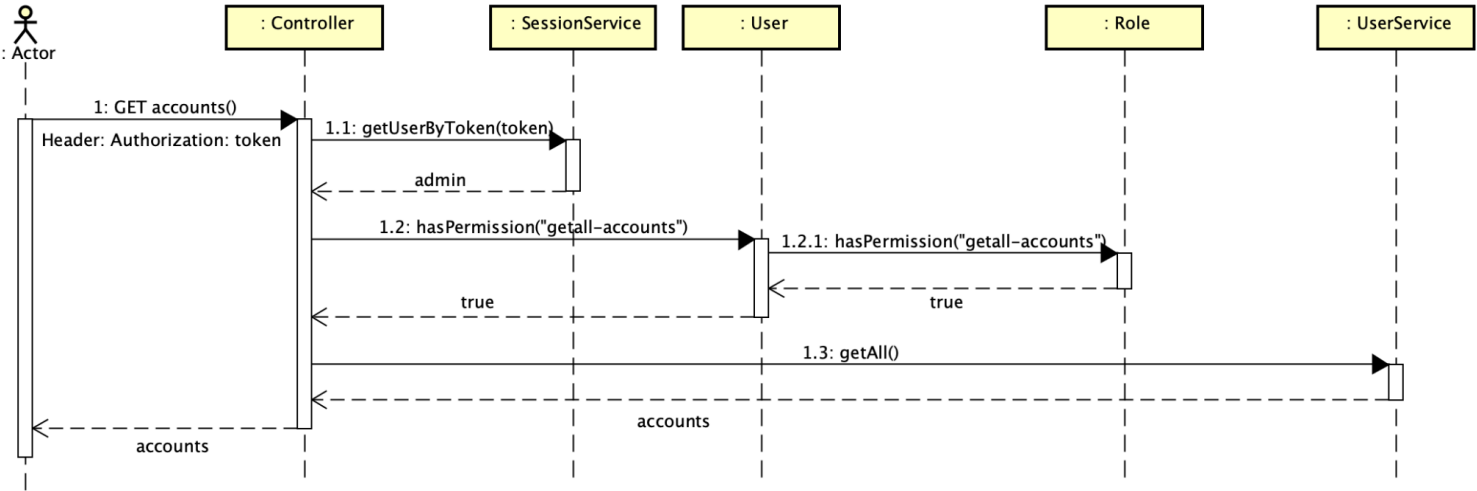 : Actor
: Controller
: SessionService
: User
: Role
: UserService
1: GET accounts()
Header: Authorization: token
1.1: getUserByToken(token)
admin
1.2: hasPermission("getall-accounts")
1.2.1: hasPermission("getall-accounts")
true
true
1.3: getAll()
accounts
accounts